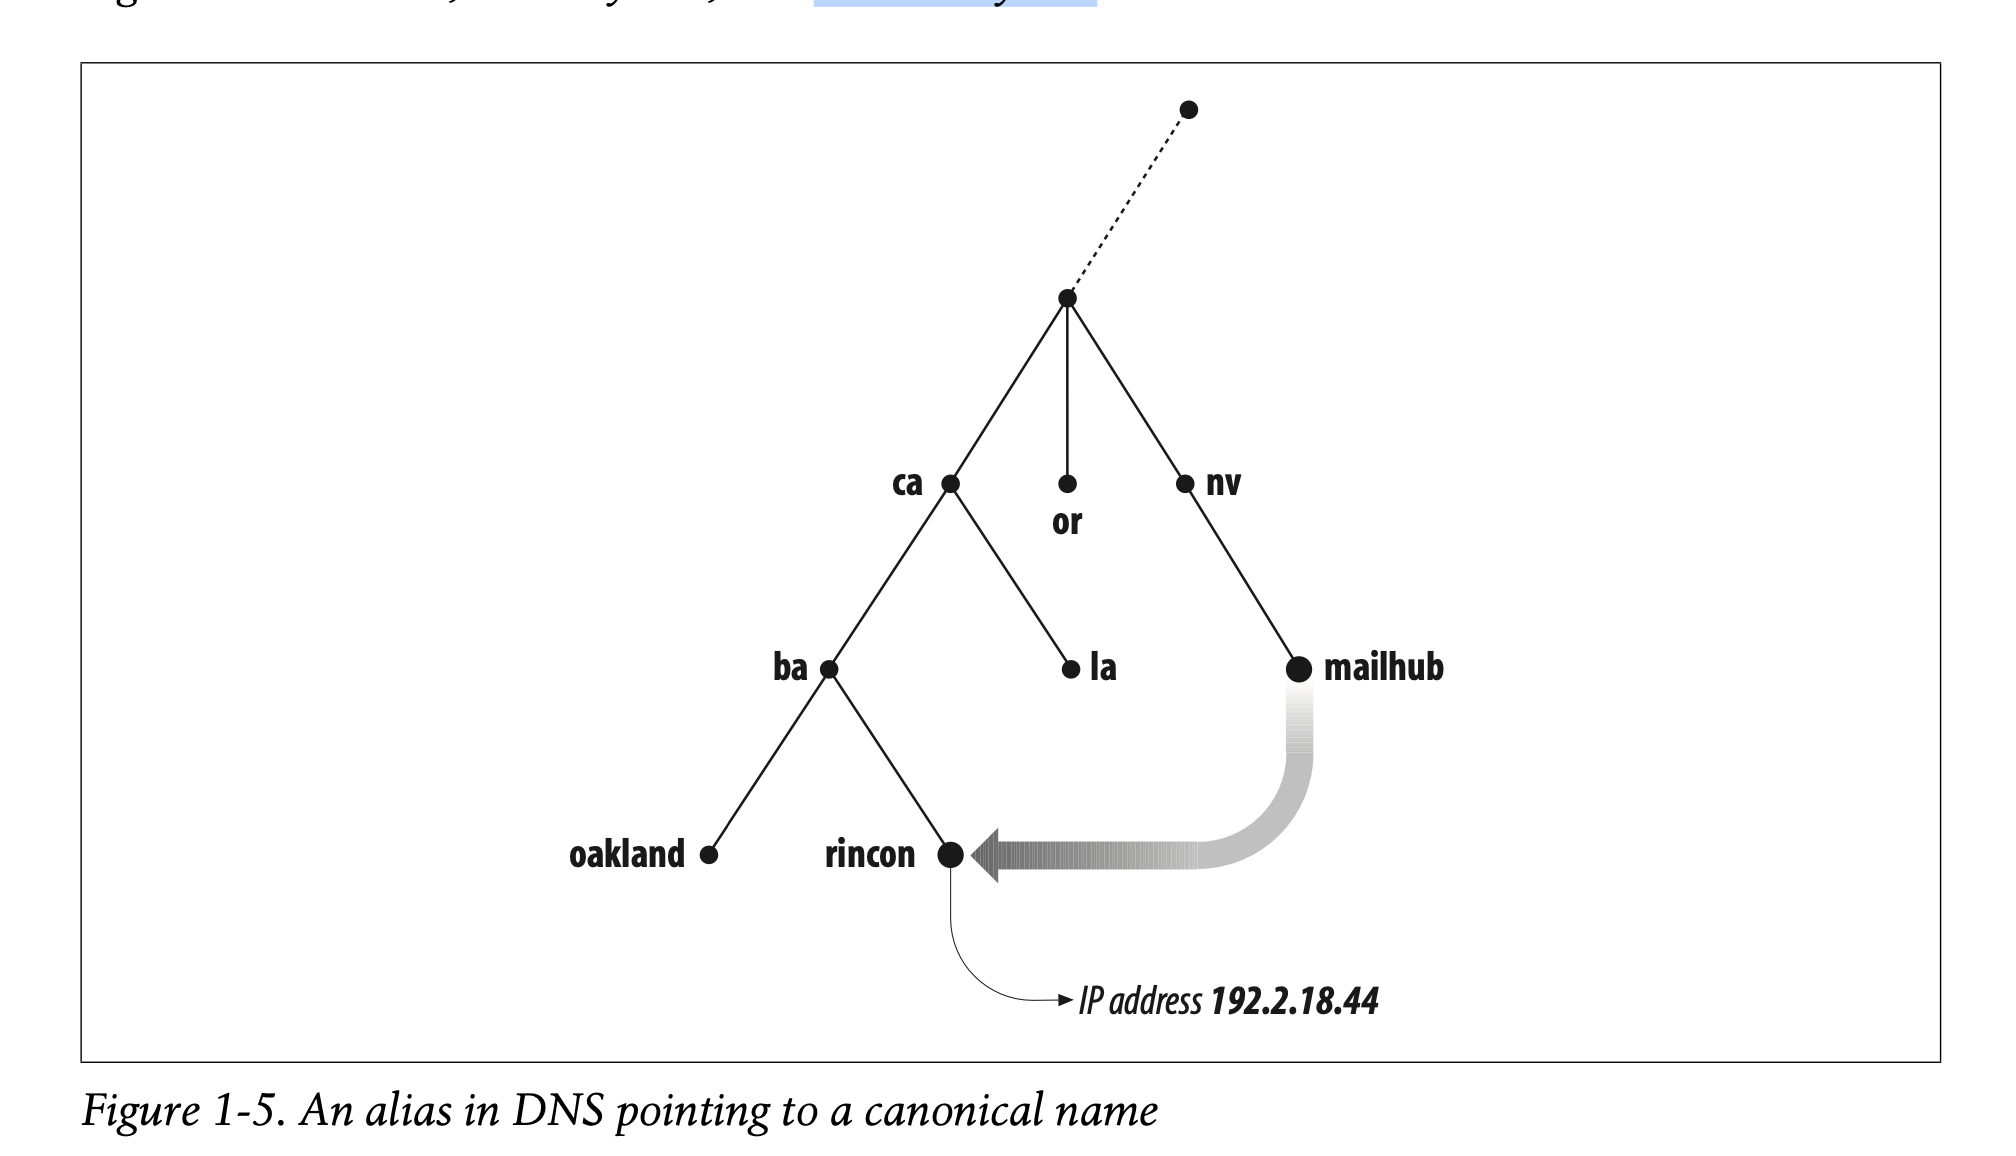 ca
nv
or
ba
la
mailhub
oakland
rincon
IP address 192.2.18.44
Figure 1-5. An alias in DNS pointing to a canonical name